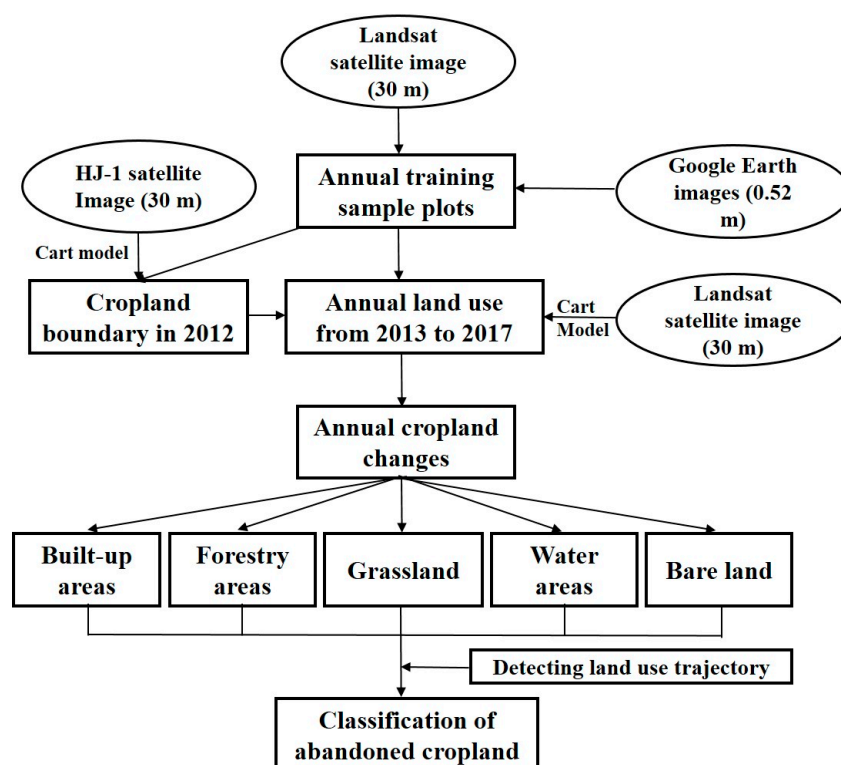 Landsat
satellite image
(30 m)
HJ-1 satellite
Image (30 m)
Annual training
sample plots
Google Earth
images (0.52
m)
Cart model
Cropland
boundary in 2012
Annual land use
from 2013 to 2017
Cart
Model
Landsat
satellite image
(30 m)
Annual cropland
changes
Built-up
areas
Forestry
areas
Grassland
Water
areas
Bare land
Detecting land use trajectory
Classification of
abandoned cropland